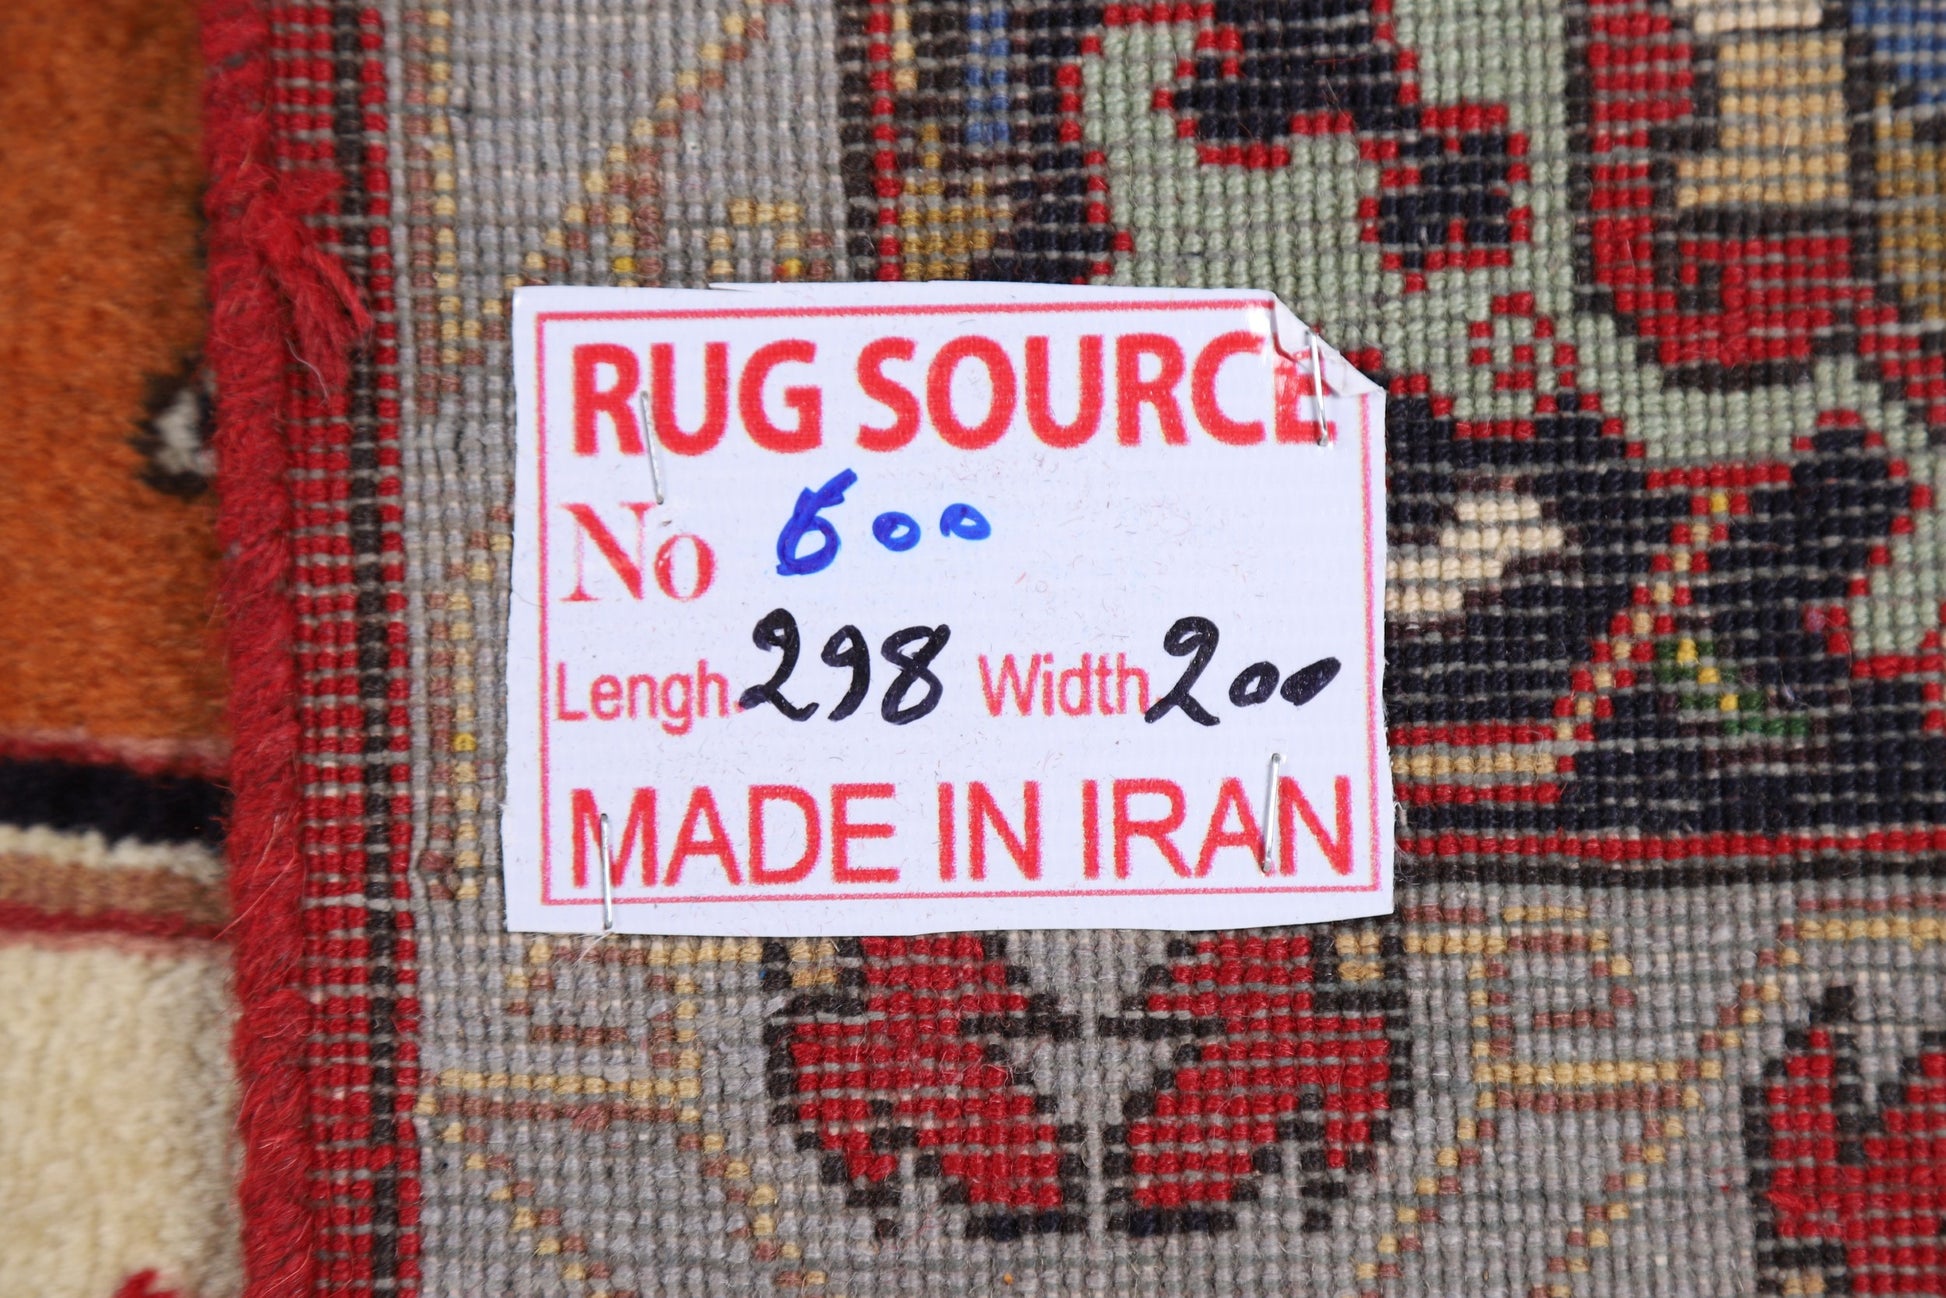 RUG SOURCE
No 600
Lengh. 298 Width. 200
MADE IN IRAN